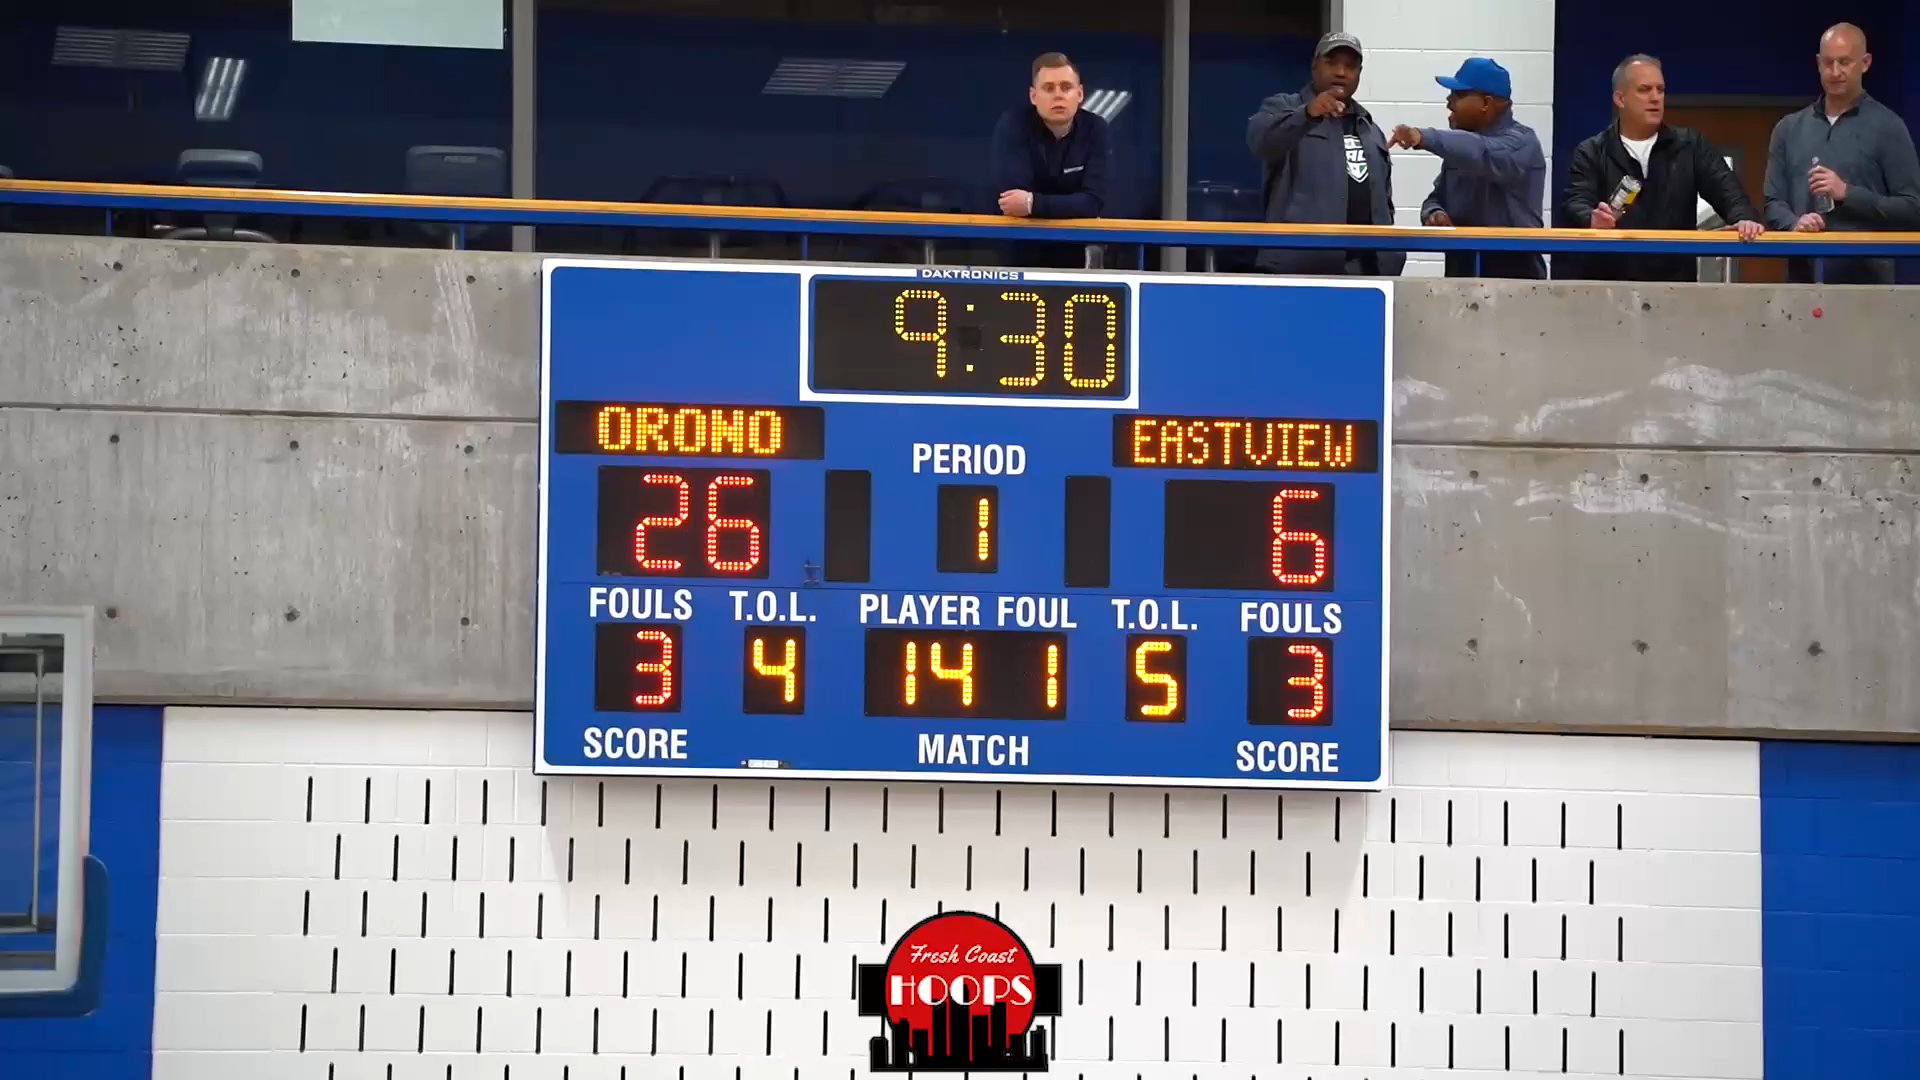 DAKTRONICS
9:30
ORONO
EASTVIEW
PERIOD
26
1
6
FOULS T.O.L. PLAYER FOUL T.O.L. FOULS
3 4 14 1 5 3
SCORE MATCH SCORE
Fresh Coast
HOOPS